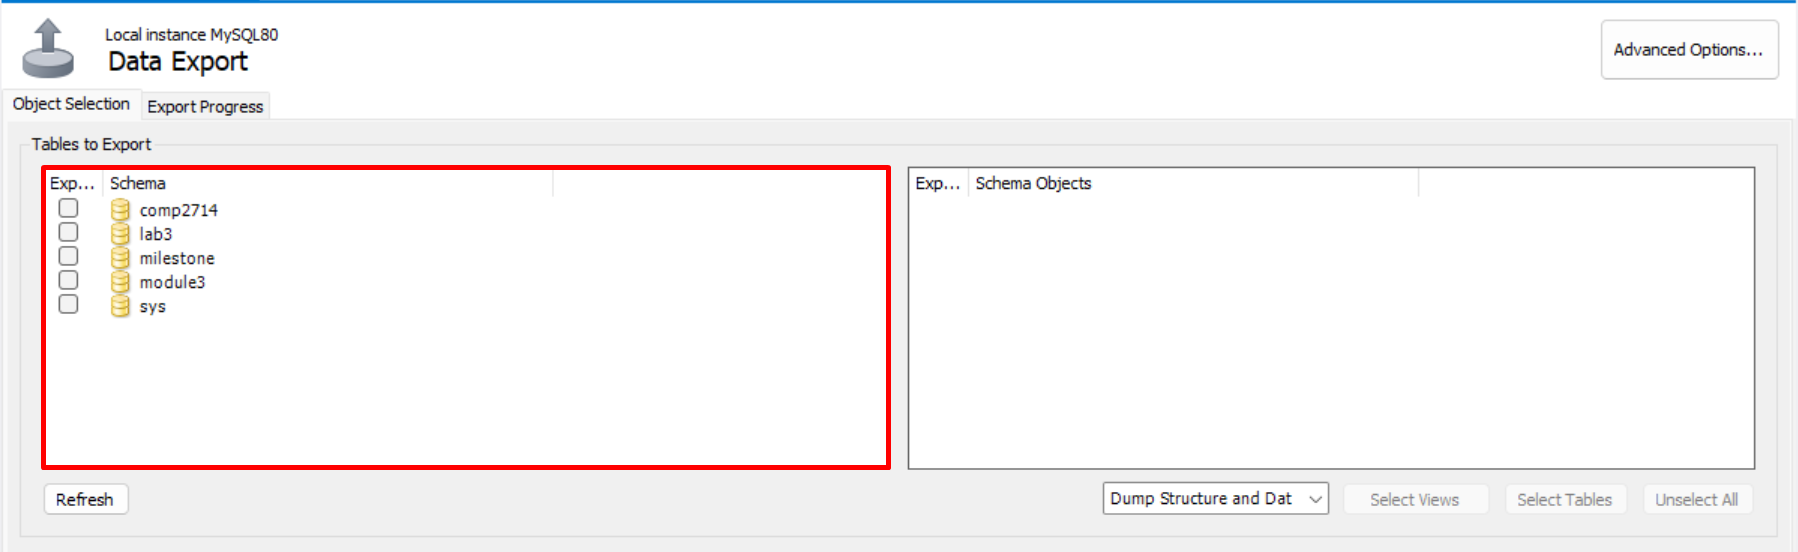 Local instance MySQL80
Data Export
Advanced Options...
Object Selection
Export Progress
Tables to Export
Exp... Schema
comp2714
lab3
milestone
module3
sys
Exp... Schema Objects
Refresh
Dump Structure and Dat
Select Views
Select Tables
Unselect All